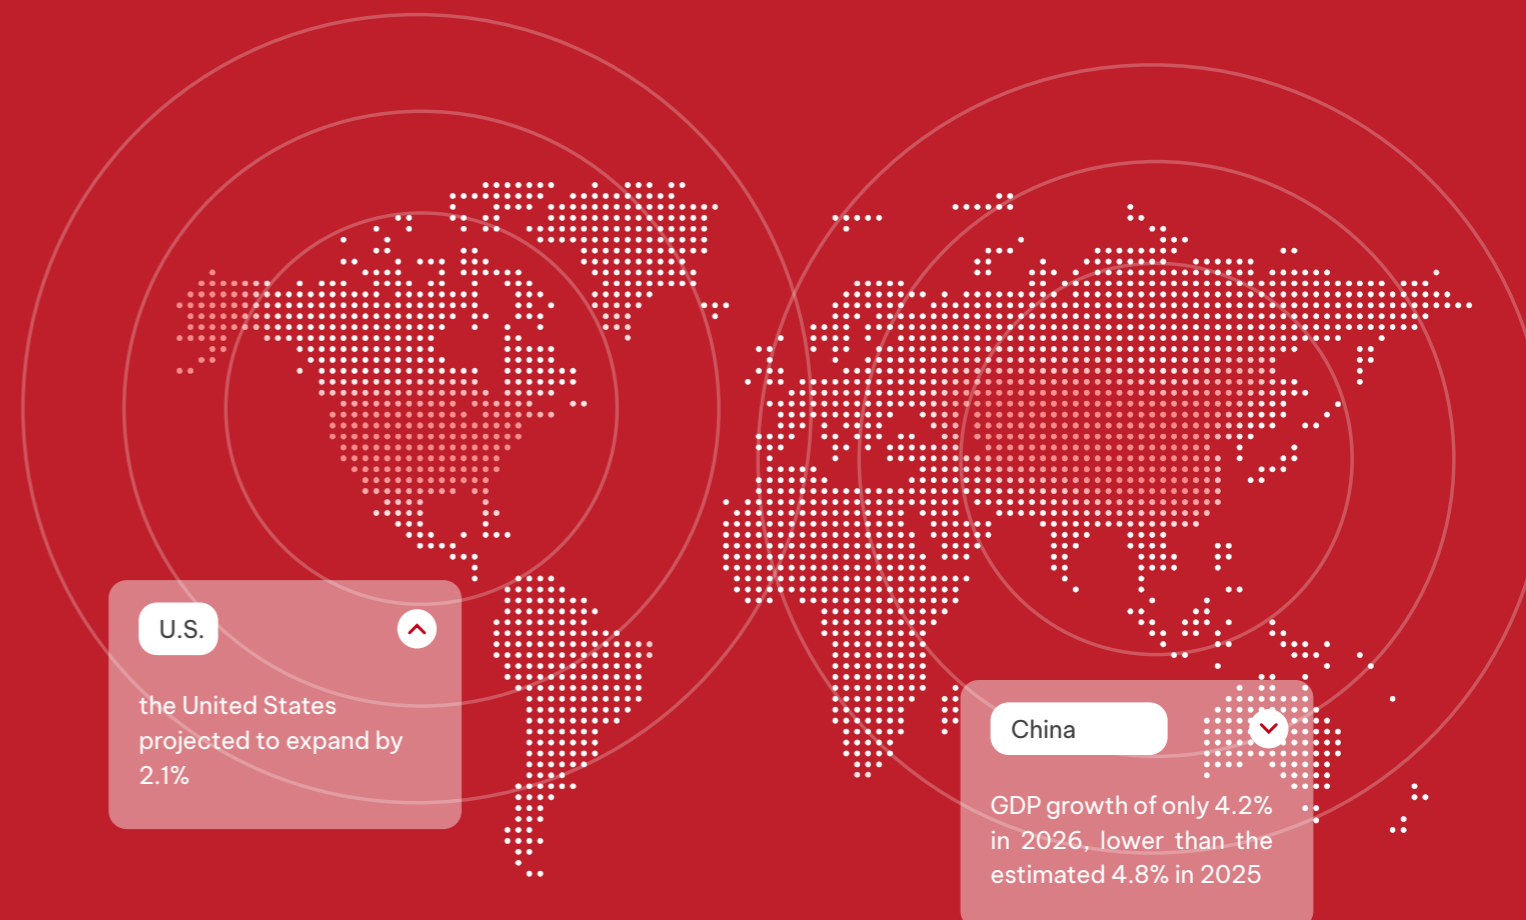 U.S.
the United States
projected to expand by
2.1%
China
GDP growth of only 4.2%
in 2026, lower than the
estimated 4.8% in 2025